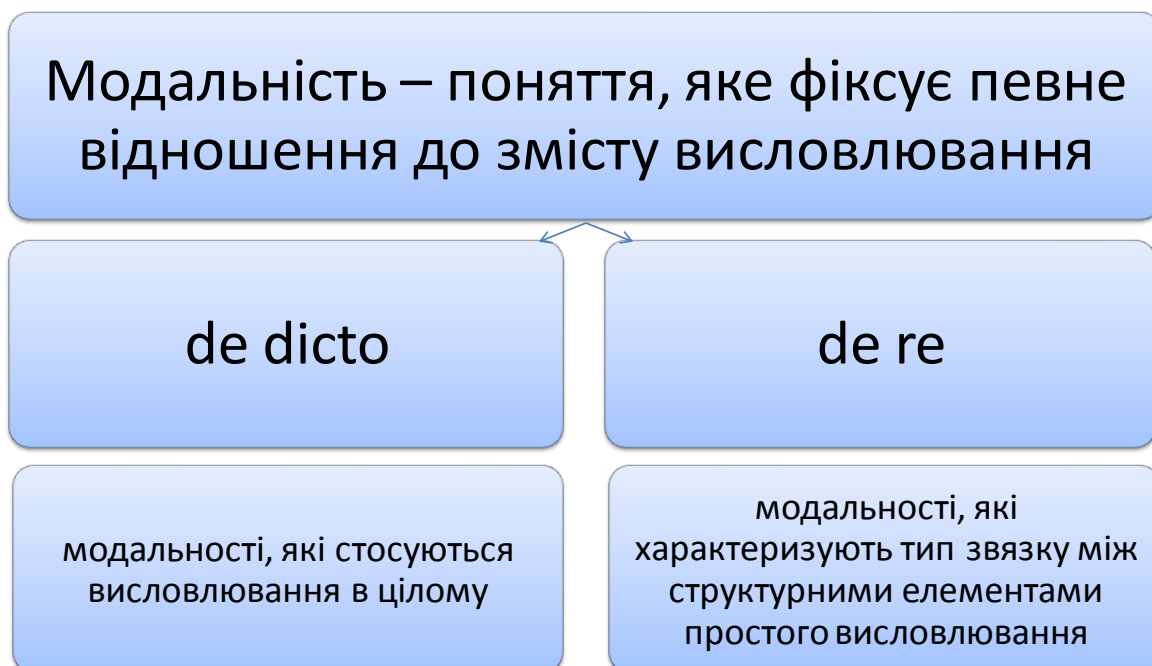 Модальність – поняття, яке фіксує певне
відношення до змісту висловлювання
de dicto
de re
модальності, які стосуються
висловлювання в цілому
модальності, які
характеризують тип звязку між
структурними елементами
простого висловлювання